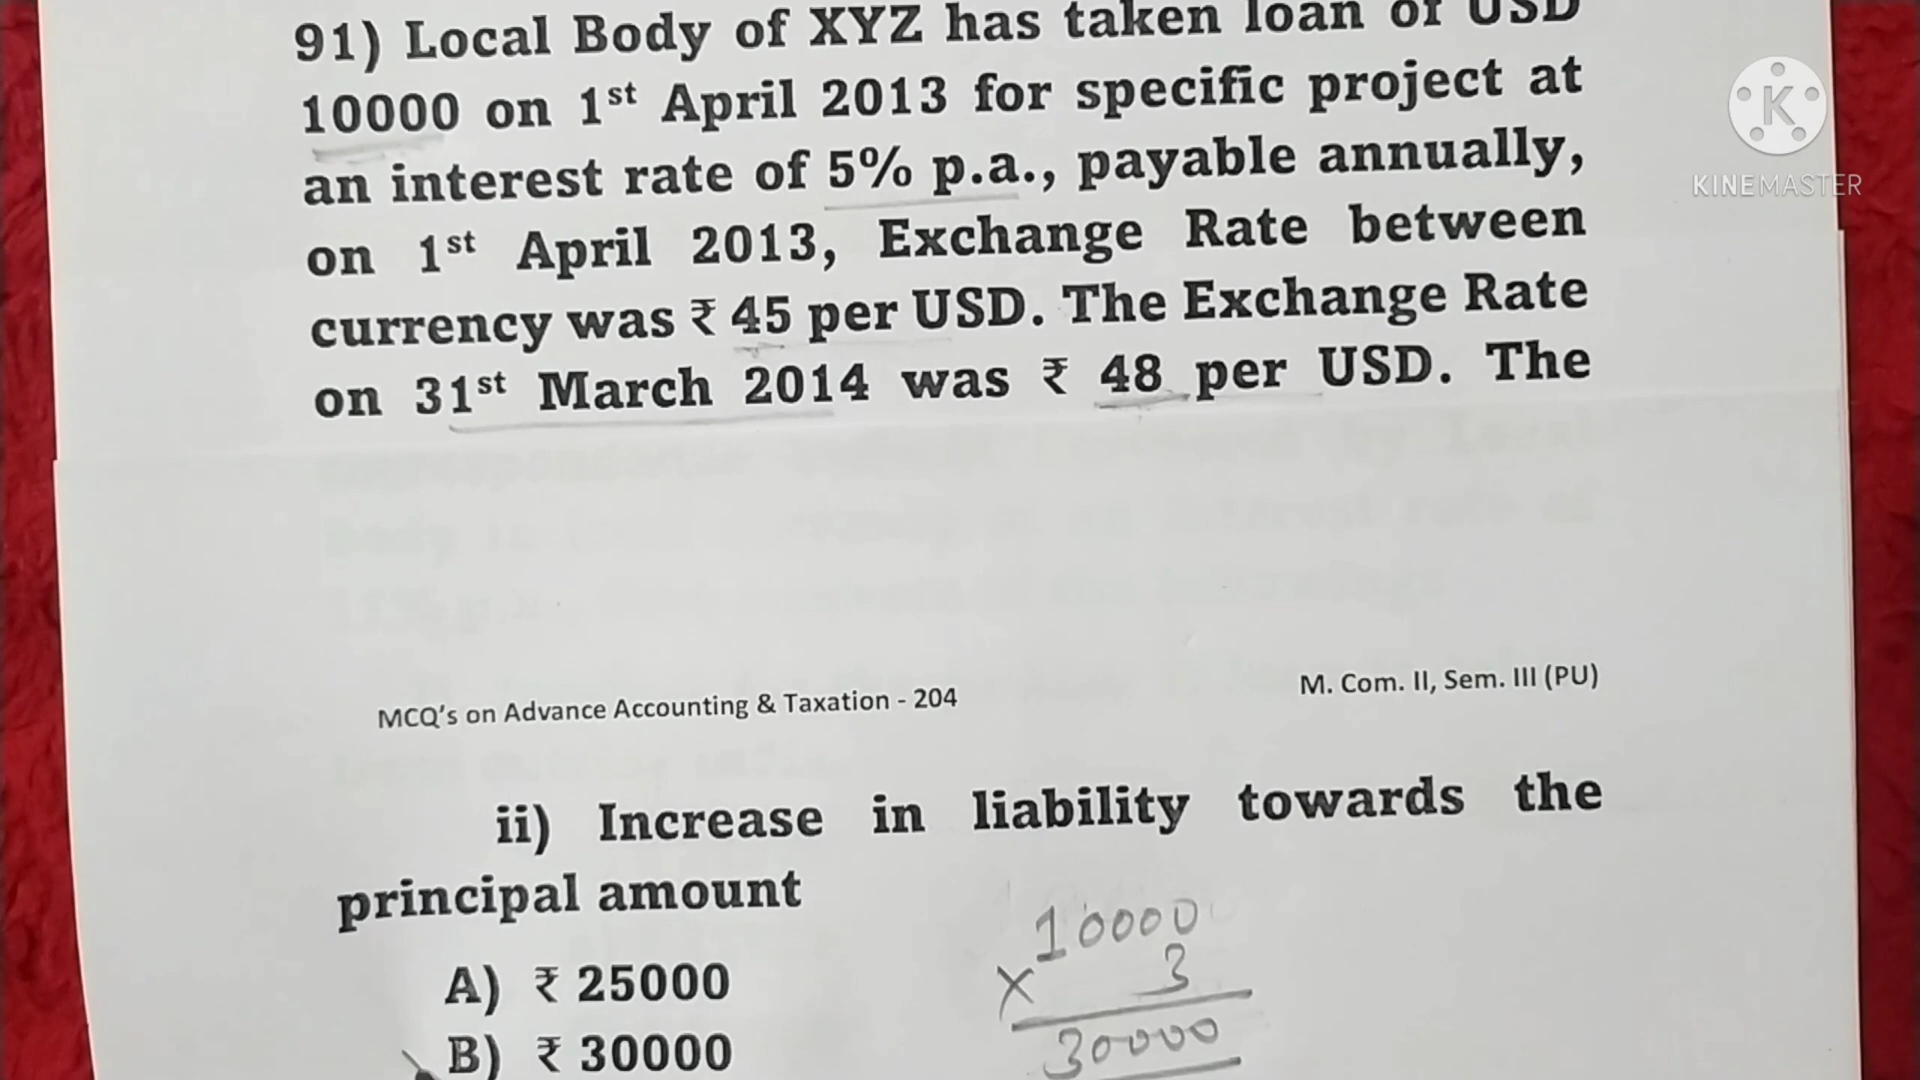 91) Local Body of XYZ has taken loan of USD
10000 on 1st April 2013 for specific project at
an interest rate of 5% p.a., payable annually,
on 1st April 2013, Exchange Rate between
currency was ₹ 45 per USD. The Exchange Rate
on 31st March 2014 was ₹ 48 per USD. The
K
KINEMASTER
MCQ's on Advance Accounting & Taxation - 204
M. Com. II, Sem. III (PU)
ii) Increase in liability towards the
principal amount
A) ₹ 25000
B) ₹ 30000
10000
× 3
30000